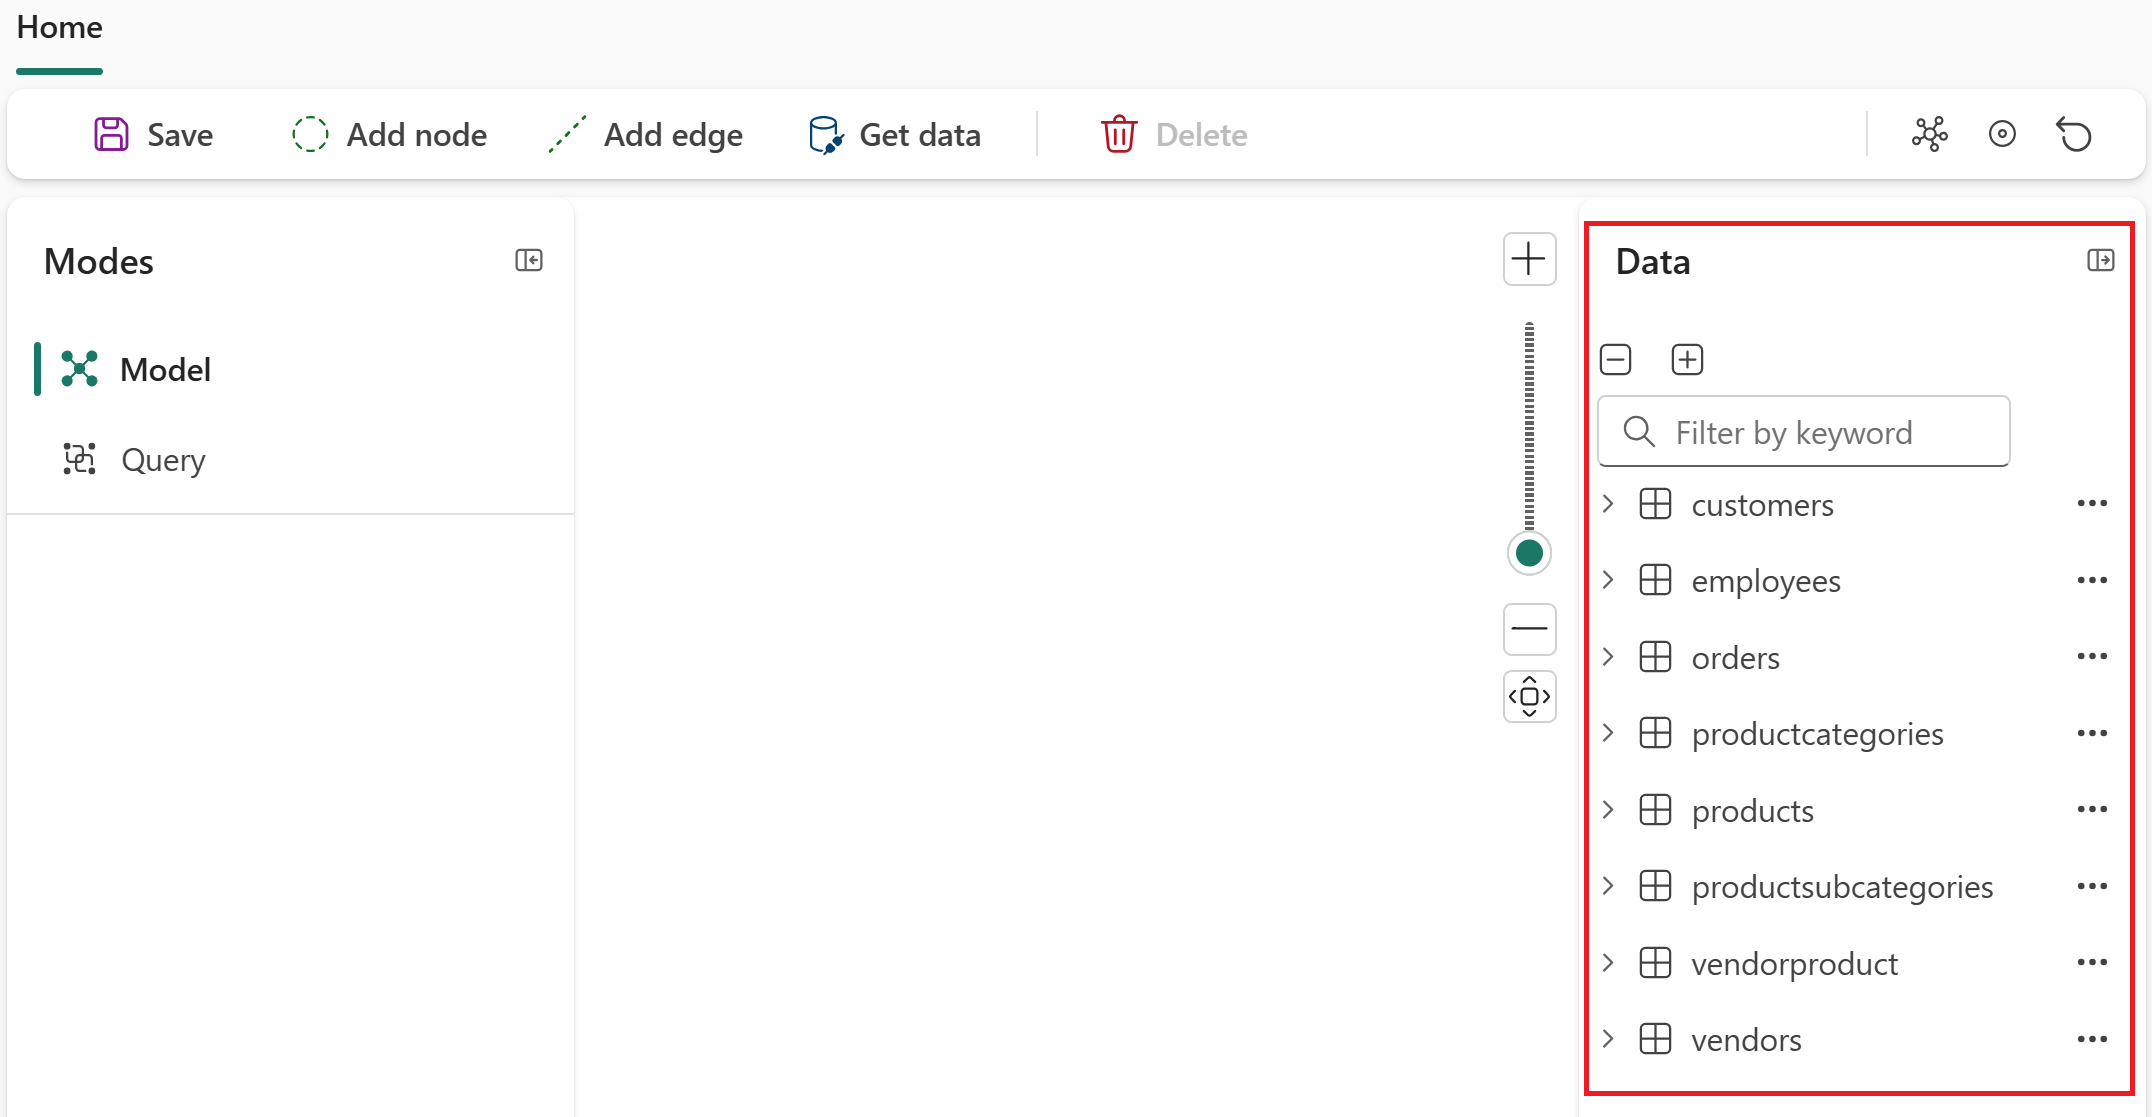 Home
Save Add node Add edge Get data Delete
Modes
Model
Query
Data
Filter by keyword
customers
employees
orders
productcategories
products
productsubcategories
vendorproduct
vendors